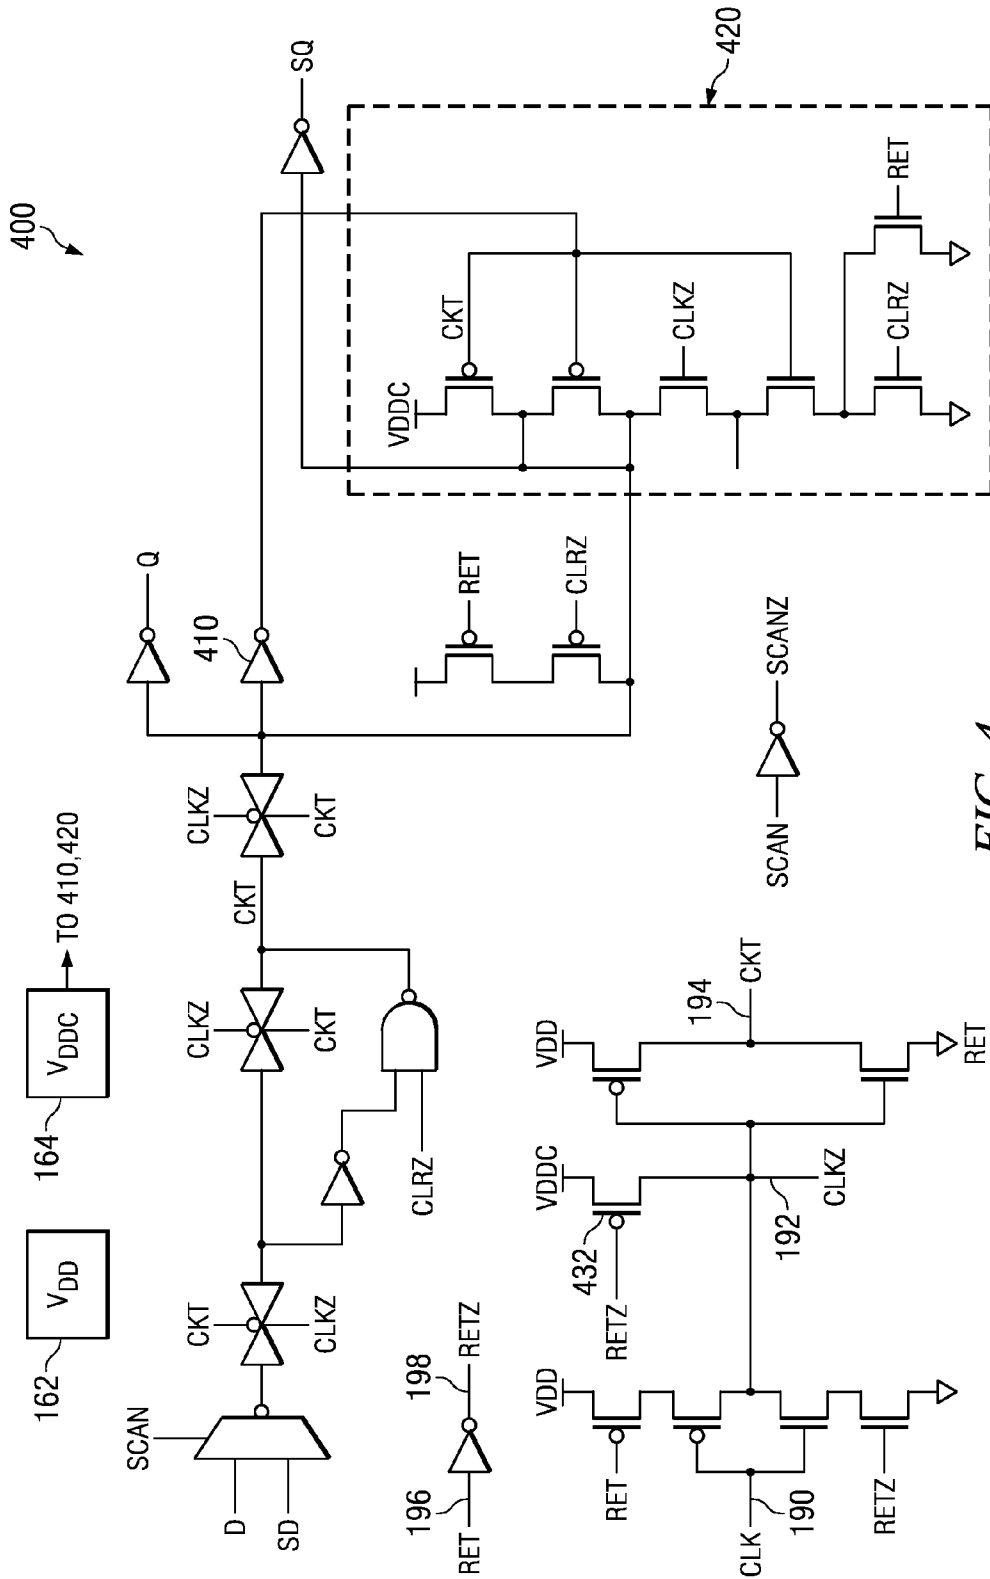 400
162
VDD
164
VDDC
TO 410,420
SCAN
D
SD
CKT
CLKZ
CLKZ
CKT
CLRZ
CKT
CLKZ
CKT
Q
410
SQ
RET
CLRZ
420
VDDC
CKT
CLKZ
CLRZ
RET
RET
196
198
RETZ
SCAN
SCANZ
VDD
RET
CLK
190
RETZ
VDDC
432
RETZ
192
CLKZ
VDD
194
CKT
RET